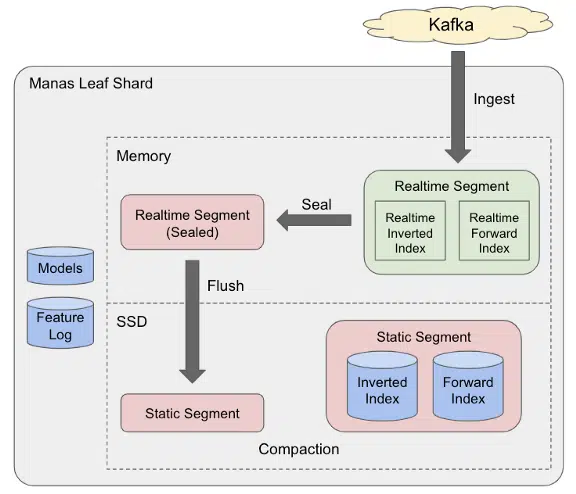 Kafka
Manas Leaf Shard
Ingest
Memory
Realtime Segment
Realtime
Inverted
Index
Realtime
Forward
Index
Seal
Realtime Segment
(Sealed)
Models
Flush
Feature
Log
SSD
Static Segment
Inverted
Index
Forward
Index
Static Segment
Compaction